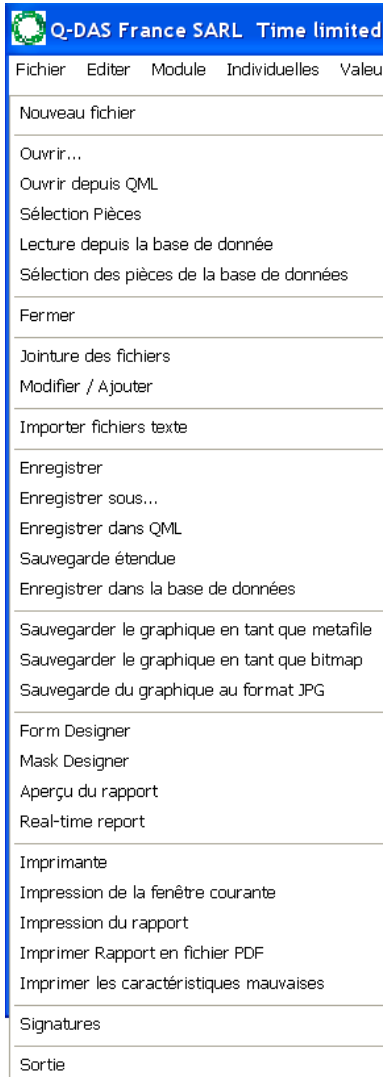 Q-DAS France SARL Time limited
Fichier Editer Module Individuelles Valeu
Nouveau fichier
Ouvrir...
Ouvrir depuis QML
Sélection Pièces
Lecture depuis la base de donnée
Sélection des pièces de la base de données
Fermer
Jointure des fichiers
Modifier / Ajouter
Importer fichiers texte
Enregistrer
Enregistrer sous...
Enregistrer dans QML
Sauvegarde étendue
Enregistrer dans la base de données
Sauvegarder le graphique en tant que metafile
Sauvegarder le graphique en tant que bitmap
Sauvegarde du graphique au format JPG
Form Designer
Mask Designer
Aperçu du rapport
Real-time report
Imprimante
Impression de la fenêtre courante
Impression du rapport
Imprimer Rapport en fichier PDF
Imprimer les caractéristiques mauvaises
Signatures
Sortie